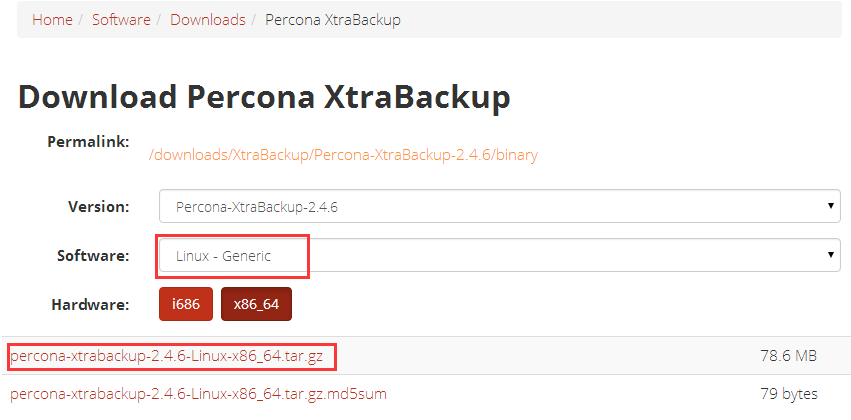 Home / Software / Downloads / Percona XtraBackup
Download Percona XtraBackup
Permalink: /downloads/XtraBackup/Percona-XtraBackup-2.4.6/binary
Version: Percona-XtraBackup-2.4.6
Software: Linux - Generic
Hardware: i686 x86_64
percona-xtrabackup-2.4.6-Linux-x86_64.tar.gz 78.6 MB
percona-xtrabackup-2.4.6-Linux-x86_64.tar.gz.md5sum 79 bytes